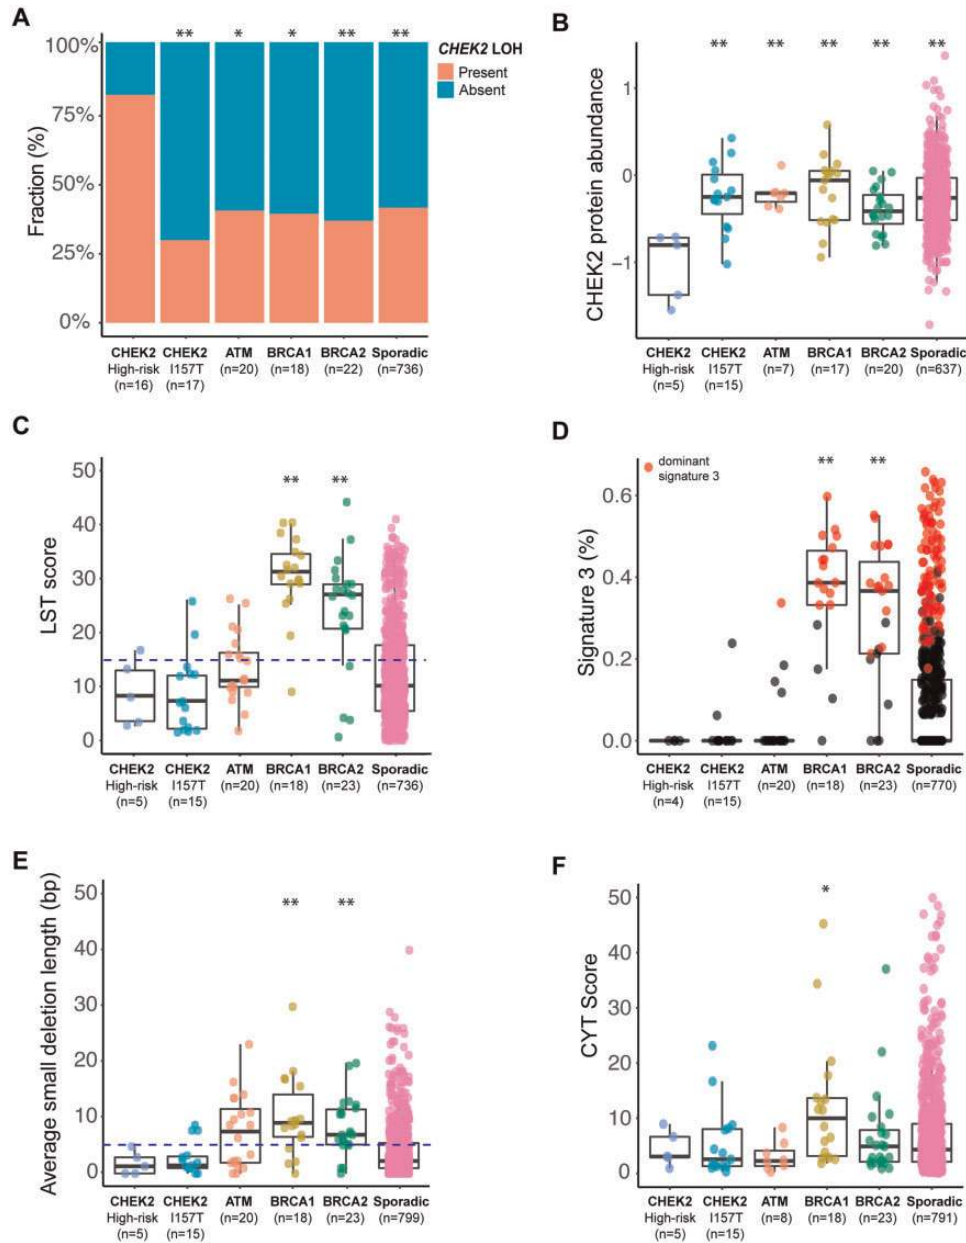 A
** * * ** **
CHEK2 LOH
Present
Absent
Fraction (%)
100%
75%
50%
25%
0%
CHEK2 CHEK2 ATM BRCA1 BRCA2 Sporadic
High-risk I157T (n=20) (n=18) (n=22) (n=736)
(n=16) (n=17)
B
** ** ** ** **
CHEK2 protein abundance
1
0
−1
CHEK2 CHEK2 ATM BRCA1 BRCA2 Sporadic
High-risk I157T (n=7) (n=17) (n=20) (n=637)
(n=5) (n=15)
C
** **
LST score
50
40
30
20
10
0
CHEK2 CHEK2 ATM BRCA1 BRCA2 Sporadic
High-risk I157T (n=20) (n=18) (n=23) (n=736)
(n=5) (n=15)
D
dominant
signature 3
** **
Signature 3 (%)
0.6
0.4
0.2
0.0
CHEK2 CHEK2 ATM BRCA1 BRCA2 Sporadic
High-risk I157T (n=20) (n=18) (n=23) (n=770)
(n=4) (n=15)
E
** **
Average small deletion length (bp)
50
40
30
20
10
0
CHEK2 CHEK2 ATM BRCA1 BRCA2 Sporadic
High-risk I157T (n=20) (n=18) (n=23) (n=799)
(n=5) (n=15)
F
*
CYT Score
50
40
30
20
10
0
CHEK2 CHEK2 ATM BRCA1 BRCA2 Sporadic
High-risk I157T (n=8) (n=18) (n=23) (n=791)
(n=5) (n=15)